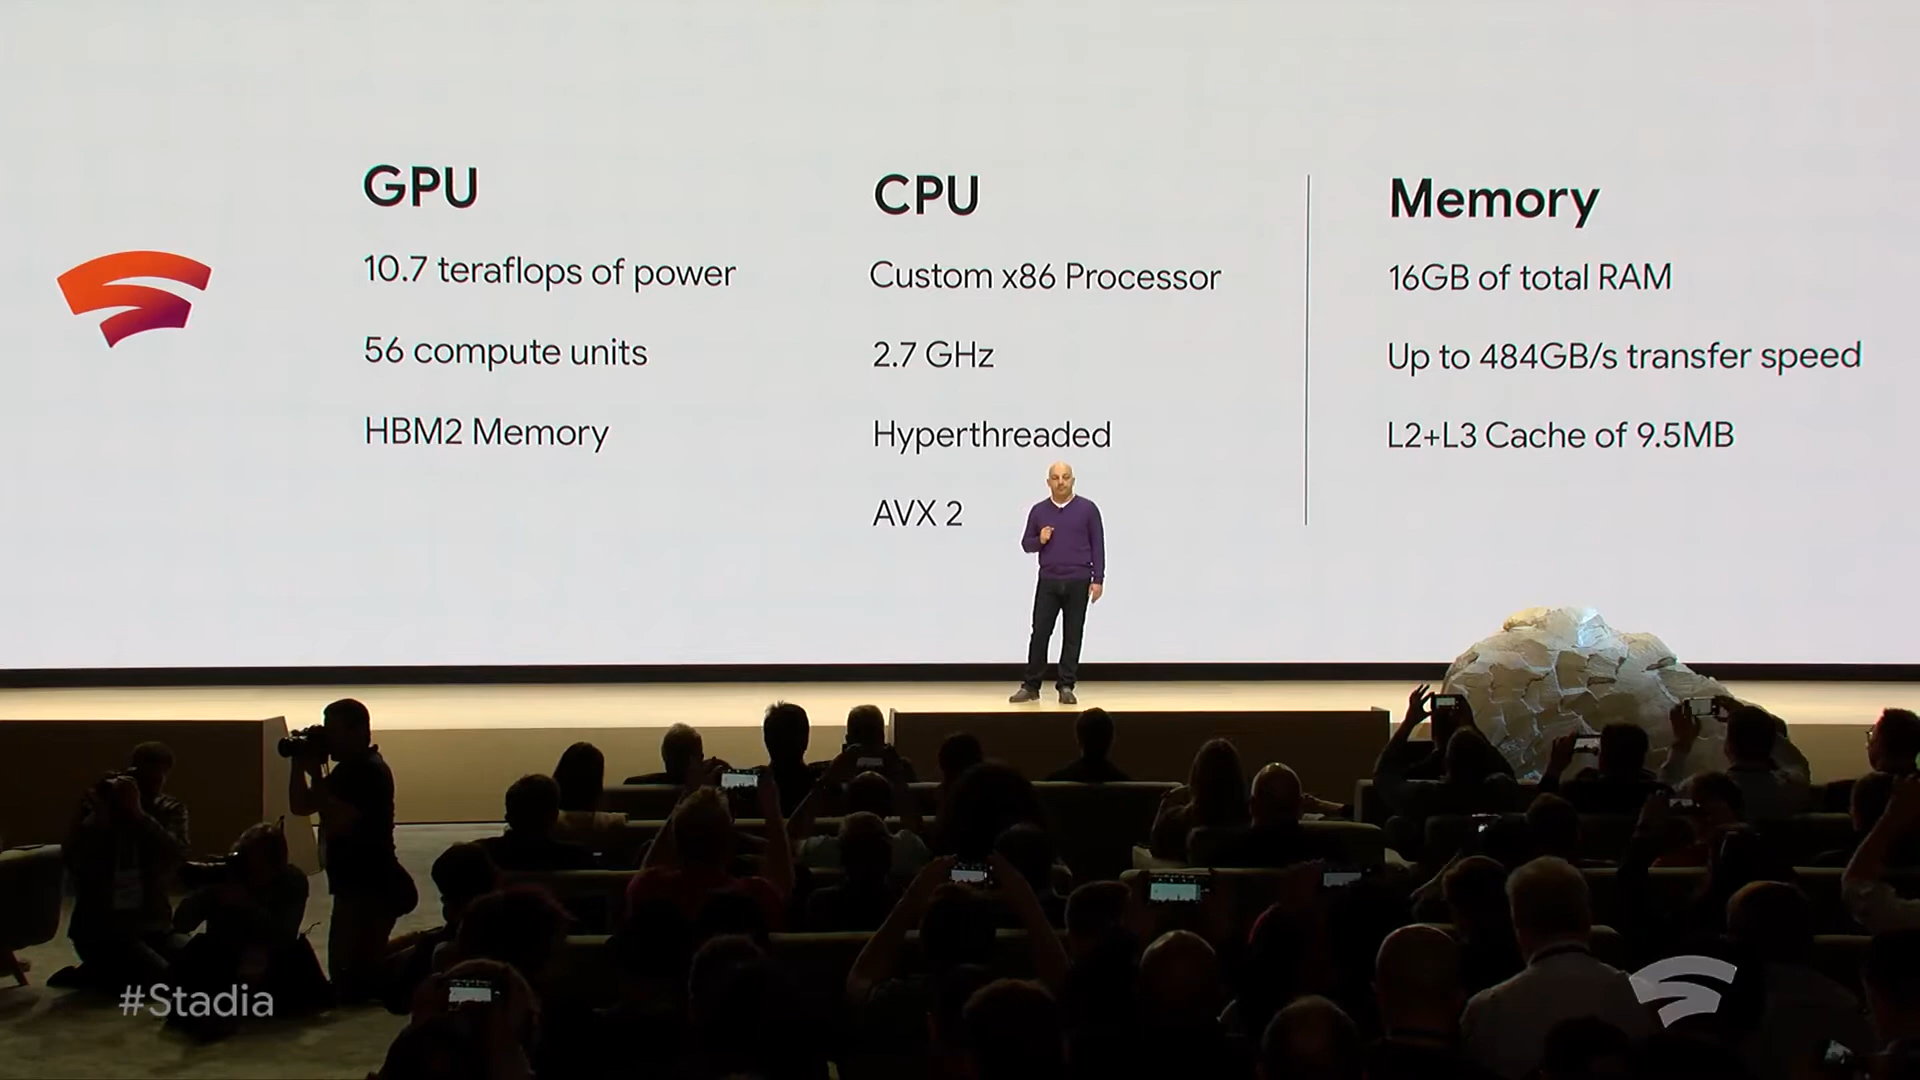 GPU
10.7 teraflops of power
56 compute units
HBM2 Memory
CPU
Custom x86 Processor
2.7 GHz
Hyperthreaded
AVX 2
Memory
16GB of total RAM
Up to 484GB/s transfer speed
L2+L3 Cache of 9.5MB
#Stadia